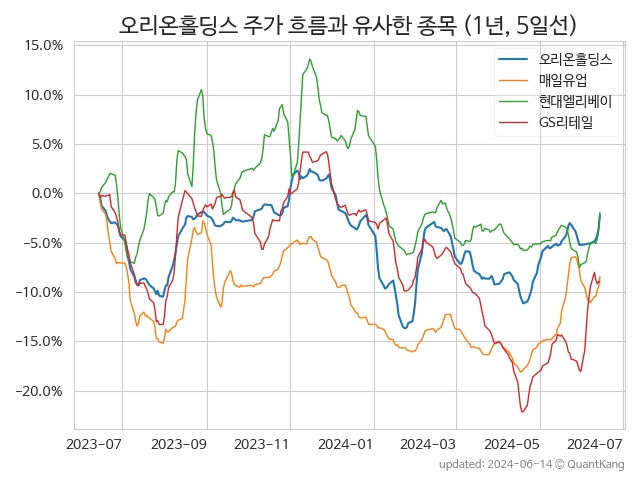 오리온홀딩스 주가 흐름과 유사한 종목 (1년, 5일선)
15.0%
10.0%
5.0%
0.0%
−5.0%
−10.0%
−15.0%
−20.0%
오리온홀딩스
매일유업
현대엘리베이
GS리테일
2023-07
2023-09
2023-11
2024-01
2024-03
2024-05
2024-07
updated: 2024-06-14 © QuantKang